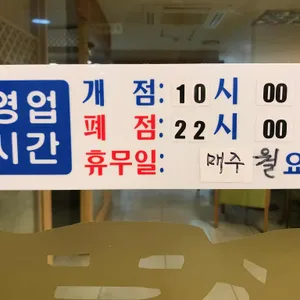 영업
시간
개 점: 10시 00
폐 점: 22시 00
휴무일: 매주 월요